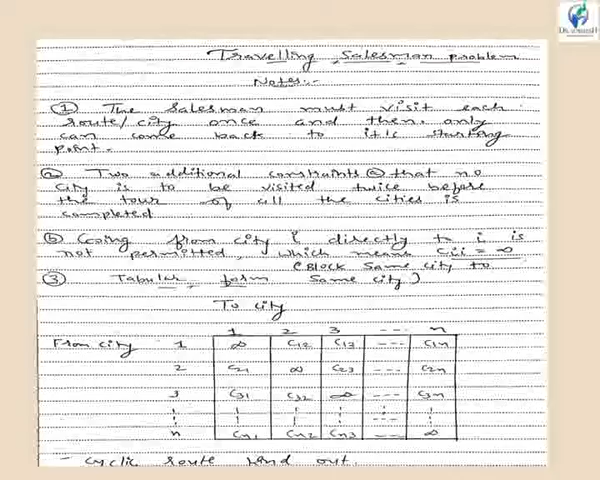 Travelling Salesman problem
Notes:-
① The salesman must visit each
route/city once and then only
can come back to it's starting
point.
② Two additional constraints ⓐ that no
city is to be visited twice before
the tour of all the cities is
completed
ⓑ Going from city i directly to i is
not permitted, which means Cii = ∞
(Block same city to
③ Tabular form same city)
To city
1 2 3 --- n
From city 1 ∞ C12 C13 --- C1n
2 C21 ∞ C23 --- C2n
3 C31 C32 ∞ --- C3n
n Cn1 Cn2 Cn3 --- ∞
- cyclic route out.